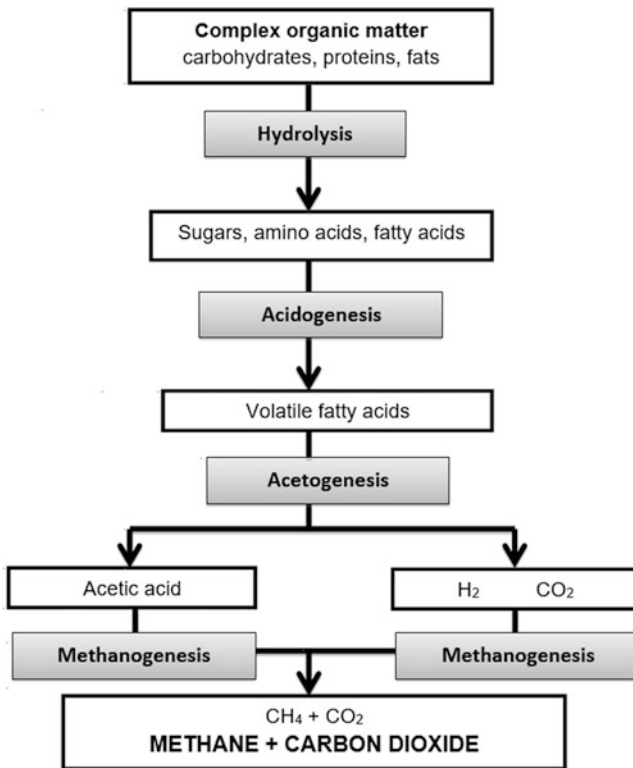 Complex organic matter
carbohydrates, proteins, fats
Hydrolysis
Sugars, amino acids, fatty acids
Acidogenesis
Volatile fatty acids
Acetogenesis
Acetic acid
H₂ CO₂
Methanogenesis
Methanogenesis
CH₄ + CO₂
METHANE + CARBON DIOXIDE